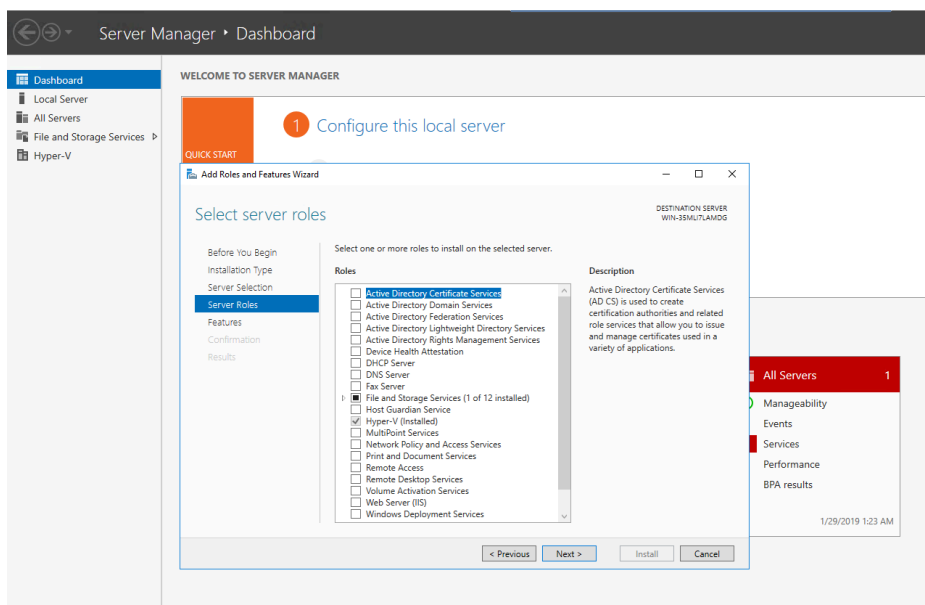 Server Manager • Dashboard
Dashboard
Local Server
All Servers
File and Storage Services
Hyper-V
WELCOME TO SERVER MANAGER
QUICK START
1 Configure this local server
Add Roles and Features Wizard
Select server roles
DESTINATION SERVER
WIN-35MLI7LAMDG
Before You Begin
Installation Type
Server Selection
Server Roles
Features
Confirmation
Results
Select one or more roles to install on the selected server.
Roles
Active Directory Certificate Services
Active Directory Domain Services
Active Directory Federation Services
Active Directory Lightweight Directory Services
Active Directory Rights Management Services
Device Health Attestation
DHCP Server
DNS Server
Fax Server
File and Storage Services (1 of 12 installed)
Host Guardian Service
Hyper-V (Installed)
MultiPoint Services
Network Policy and Access Services
Print and Document Services
Remote Access
Remote Desktop Services
Volume Activation Services
Web Server (IIS)
Windows Deployment Services
Description
Active Directory Certificate Services
(AD CS) is used to create
certification authorities and related
role services that allow you to issue
and manage certificates used in a
variety of applications.
< Previous
Next >
Install
Cancel
All Servers 1
Manageability
Events
Services
Performance
BPA results
1/29/2019 1:23 AM